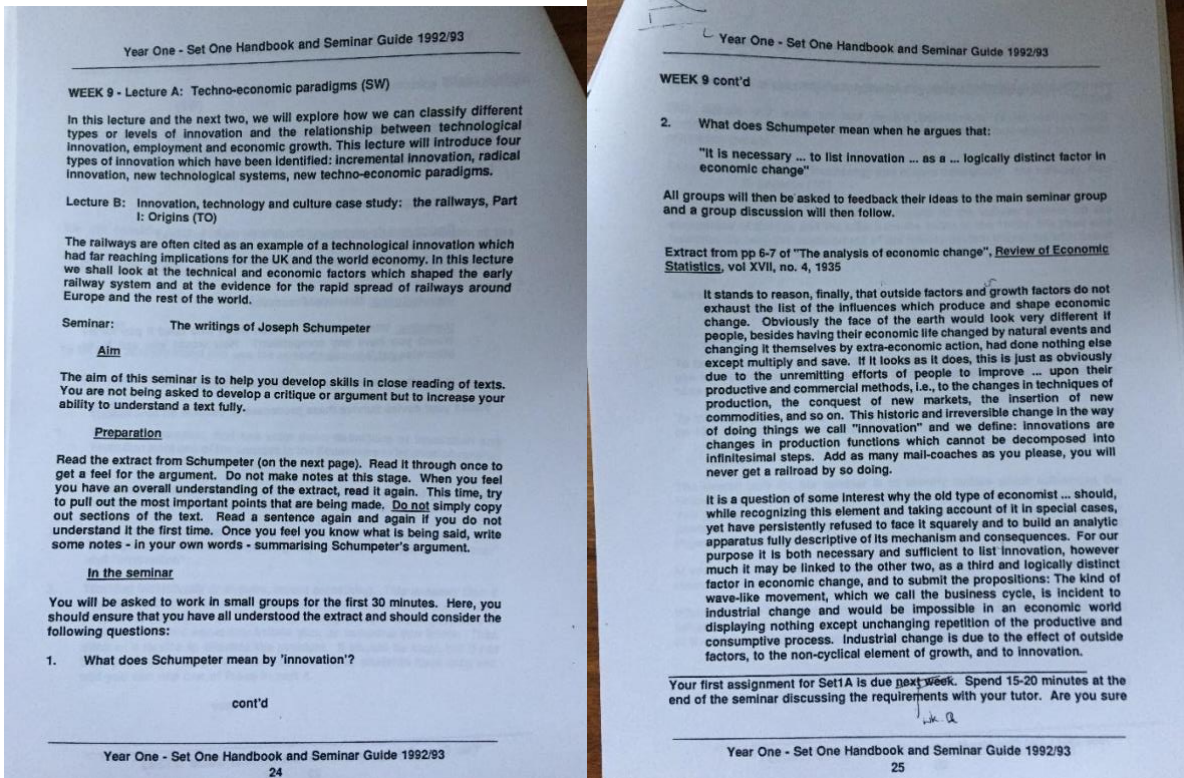 Year One - Set One Handbook and Seminar Guide 1992/93
WEEK 9 - Lecture A: Techno-economic paradigms (SW)
In this lecture and the next two, we will explore how we can classify different
types or levels of innovation and the relationship between technological
innovation, employment and economic growth. This lecture will introduce four
types of innovation which have been identified: incremental innovation, radical
innovation, new technological systems, new techno-economic paradigms.
Lecture B: Innovation, technology and culture case study: the railways, Part
I: Origins (TO)
The railways are often cited as an example of a technological innovation which
had far reaching implications for the UK and the world economy. In this lecture
we shall look at the technical and economic factors which shaped the early
railway system and at the evidence for the rapid spread of railways around
Europe and the rest of the world.
Seminar: The writings of Joseph Schumpeter
Aim
The aim of this seminar is to help you develop skills in close reading of texts.
You are not being asked to develop a critique or argument but to increase your
ability to understand a text fully.
Preparation
Read the extract from Schumpeter (on the next page). Read it through once to
get a feel for the argument. Do not make notes at this stage. When you feel
you have an overall understanding of the extract, read it again. This time, try
to pull out the most important points that are being made. Do not simply copy
out sections of the text. Read a sentence again and again if you do not
understand it the first time. Once you feel you know what is being said, write
some notes - in your own words - summarising Schumpeter's argument.
In the seminar
You will be asked to work in small groups for the first 30 minutes. Here, you
should ensure that you have all understood the extract and should consider the
following questions:
1. What does Schumpeter mean by 'innovation'?
cont'd
Year One - Set One Handbook and Seminar Guide 1992/93
24
Year One - Set One Handbook and Seminar Guide 1992/93
WEEK 9 cont'd
2. What does Schumpeter mean when he argues that:
"It is necessary ... to list innovation ... as a ... logically distinct factor in
economic change"
All groups will then be asked to feedback their ideas to the main seminar group
and a group discussion will then follow.
Extract from pp 6-7 of "The analysis of economic change", Review of Economic
Statistics, vol XVII, no. 4, 1935
It stands to reason, finally, that outside factors and growth factors do not
exhaust the list of the influences which produce and shape economic
change. Obviously the face of the earth would look very different if
people, besides having their economic life changed by natural events and
changing it themselves by extra-economic action, had done nothing else
except multiply and save. If it looks as it does, this is just as obviously
due to the unremitting efforts of people to improve ... upon their
productive and commercial methods, i.e., to the changes in techniques of
production, the conquest of new markets, the insertion of new
commodities, and so on. This historic and irreversible change in the way
of doing things we call "innovation" and we define: innovations are
changes in production functions which cannot be decomposed into
infinitesimal steps. Add as many mail-coaches as you please, you will
never get a railroad by so doing.
It is a question of some interest why the old type of economist ... should,
while recognizing this element and taking account of it in special cases,
yet have persistently refused to face it squarely and to build an analytic
apparatus fully descriptive of its mechanism and consequences. For our
purpose it is both necessary and sufficient to list innovation, however
much it may be linked to the other two, as a third and logically distinct
factor in economic change, and to submit the propositions: The kind of
wave-like movement, which we call the business cycle, is incident to
industrial change and would be impossible in an economic world
displaying nothing except unchanging repetition of the productive and
consumptive process. Industrial change is due to the effect of outside
factors, to the non-cyclical element of growth, and to innovation.
Your first assignment for Set1A is due next week. Spend 15-20 minutes at the
end of the seminar discussing the requirements with your tutor. Are you sure
Year One - Set One Handbook and Seminar Guide 1992/93
25